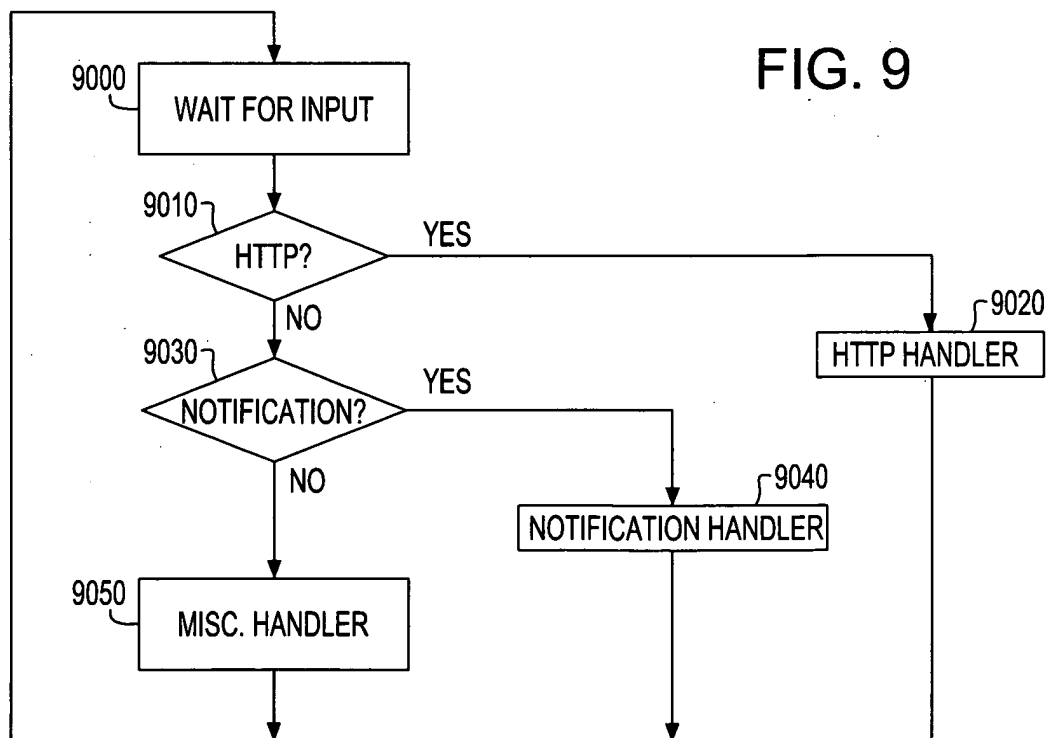 FIG. 9
9000
WAIT FOR INPUT
9010
HTTP?
YES
NO
9020
HTTP HANDLER
9030
NOTIFICATION?
YES
NO
9040
NOTIFICATION HANDLER
9050
MISC. HANDLER